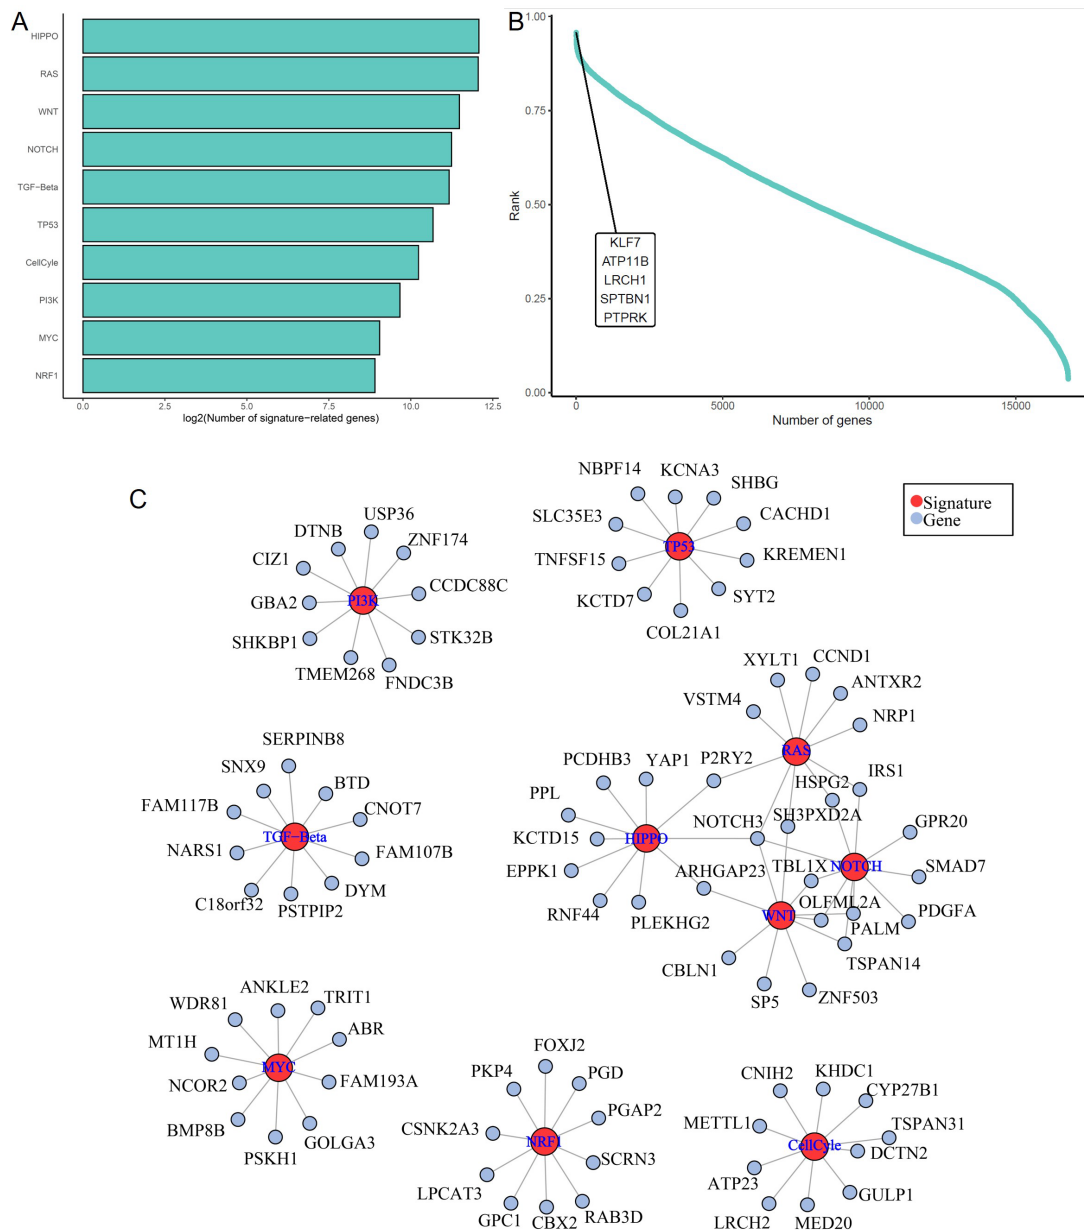 A
HIPPO
RAS
WNT
NOTCH
TGF−Beta
TP53
CellCyle
PI3K
MYC
NRF1
0.0 2.5 5.0 7.5 10.0 12.5
log2(Number of signature−related genes)
B
1.00
0.75
0.50
0.25
0.00
Rank
KLF7
ATP11B
LRCH1
SPTBN1
PTPRK
0 5000 10000 15000
Number of genes
C
Signature
Gene
USP36
DTNB
ZNF174
CIZ1
CCDC88C
PI3K
GBA2
SHKBP1
STK32B
TMEM268
FNDC3B
NBPF14
KCNA3
SHBG
SLC35E3
CACHD1
TP53
TNFSF15
KREMEN1
KCTD7
SYT2
COL21A1
SERPINB8
SNX9
BTD
FAM117B
CNOT7
TGF−Beta
NARS1
FAM107B
C18orf32
DYM
PSTPIP2
XYLT1
CCND1
VSTM4
ANTXR2
NRP1
RAS
PCDHB3
YAP1
P2RY2
HSPG2
IRS1
PPL
SH3PXD2A
KCTD15
HIPPO
NOTCH3
GPR20
EPPK1
ARHGAP23
TBL1X
NOTCH
SMAD7
RNF44
PLEKHG2
WNT
OLFML2A
PALM
PDGFA
CBLN1
TSPAN14
SP5
ZNF503
ANKLE2
WDR81
TRIT1
MT1H
ABR
MYC
NCOR2
FAM193A
BMP8B
GOLGA3
PSKH1
FOXJ2
PKP4
PGD
CSNK2A3
PGAP2
NRF1
SCRN3
LPCAT3
GPC1
CBX2
RAB3D
CNIH2
KHDC1
CYP27B1
METTL1
TSPAN31
CellCyle
DCTN2
ATP23
GULP1
LRCH2
MED20